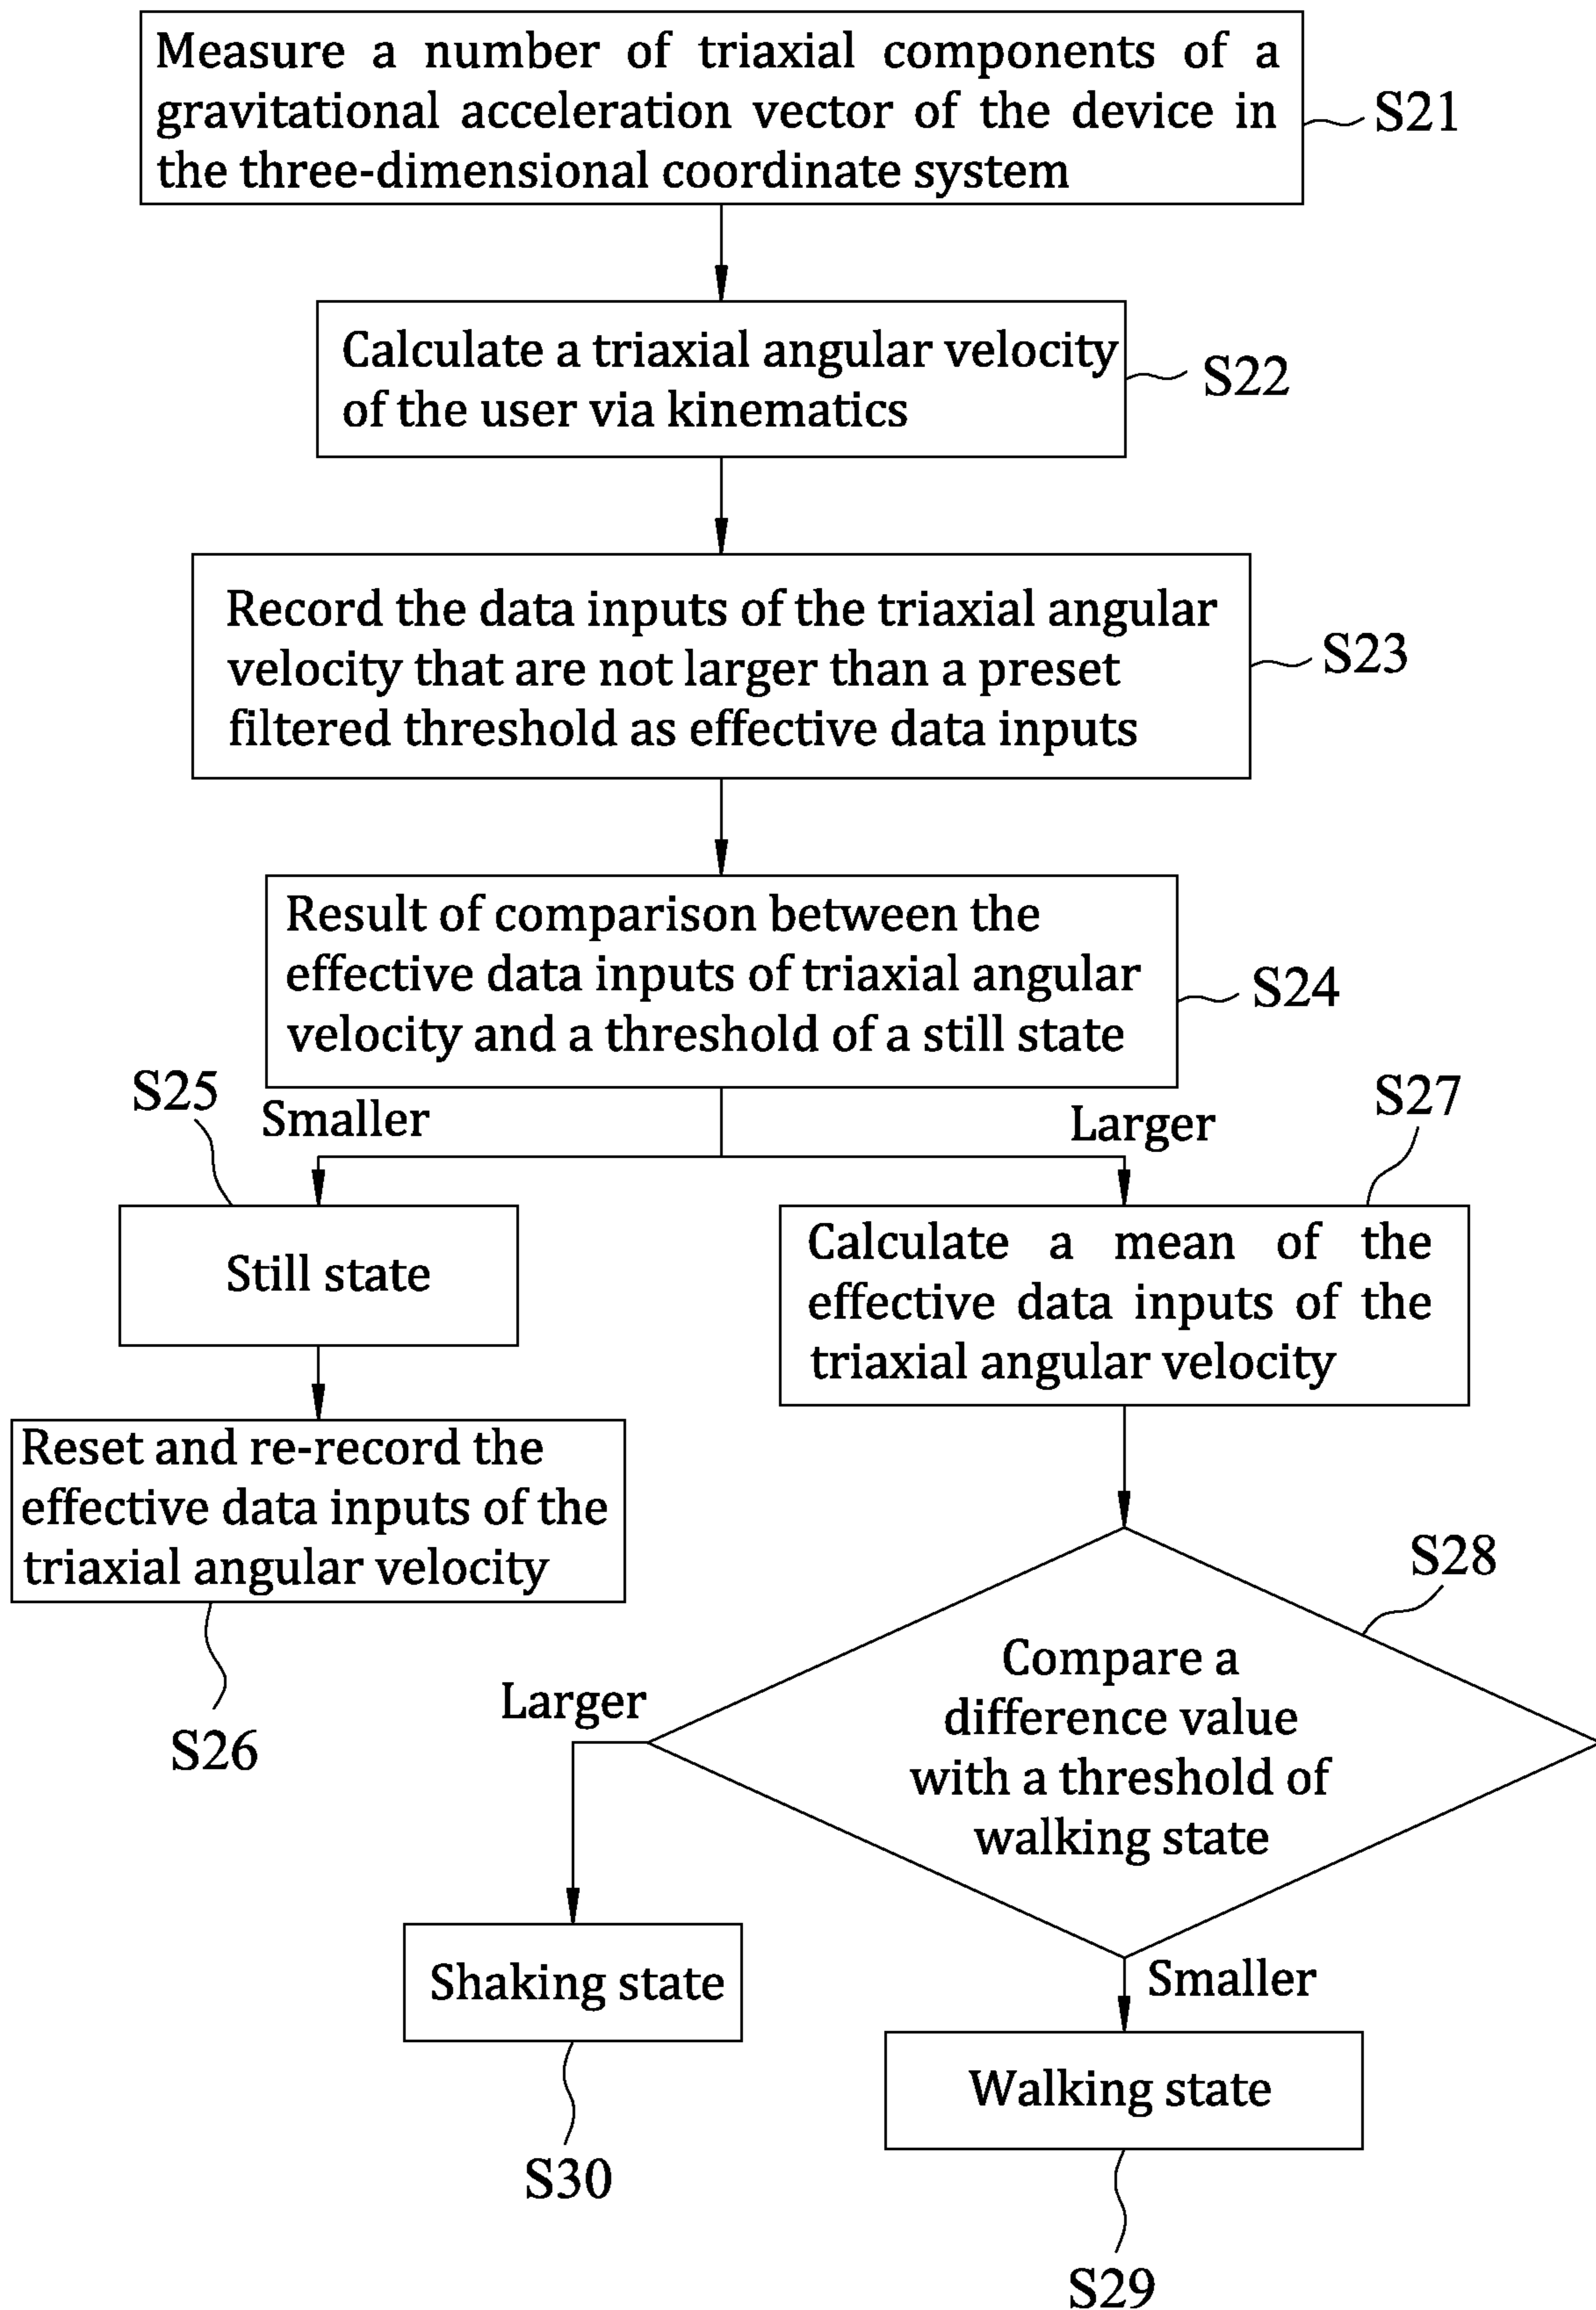 Measure a number of triaxial components of a
gravitational acceleration vector of the device in
the three-dimensional coordinate system
S21
Calculate a triaxial angular velocity
of the user via kinematics
S22
Record the data inputs of the triaxial angular
velocity that are not larger than a preset
filtered threshold as effective data inputs
S23
Result of comparison between the
effective data inputs of triaxial angular
velocity and a threshold of a still state
S24
S25
Smaller
Larger
S27
Still state
Calculate a mean of the
effective data inputs of the
triaxial angular velocity
Reset and re-record the
effective data inputs of the
triaxial angular velocity
S26
S28
Compare a
difference value
with a threshold of
walking state
Larger
Shaking state
Smaller
Walking state
S30
S29